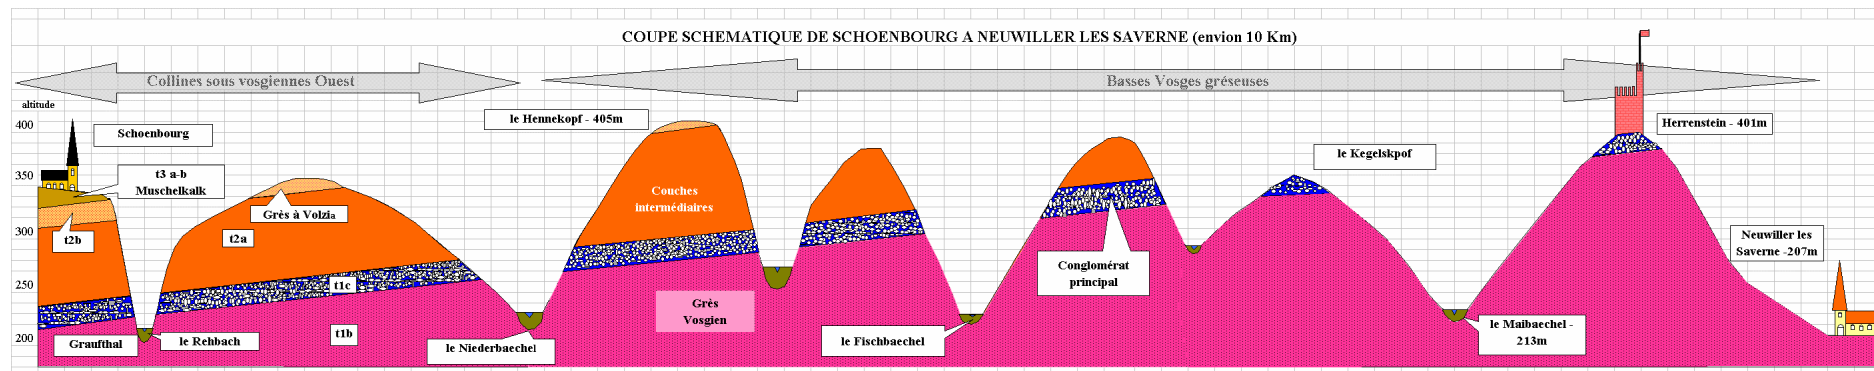 COUPE SCHEMATIQUE DE SCHOENBOURG A NEUWILLER LES SAVERNE (envion 10 Km)
Collines sous vosgiennes Ouest
Basses Vosges gréseuses
altitude
400
350
300
250
200
Schoenbourg
t3 a-b
Muschelkalk
t2b
Grès à Volzia
t2a
t1c
t1b
Graufthal
le Rehbach
le Niederbaechel
le Hennekopf - 405m
Couches
intermédiaires
Grès
Vosgien
le Fischbaechel
Conglomérat
principal
le Kegelskpof
Herrenstein - 401m
le Maibaechel -
213m
Neuwiller les
Saverne -207m